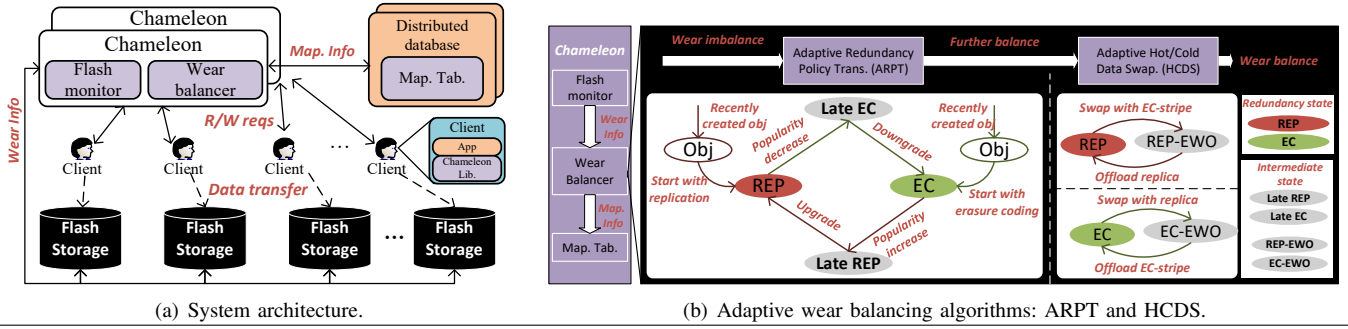 Chameleon
Chameleon
Flash
monitor
Wear
balancer
Map. Info
Distributed
database
Map. Tab.
Wear Info
R/W reqs
Client
Client
Client
...
Client
Client
App
Chameleon
Lib.
Data transfer
Flash
Storage
Flash
Storage
Flash
Storage
...
Flash
Storage
(a) System architecture.
Chameleon
Flash
monitor
Wear
Info
Wear
Balancer
Map.
Info
Map. Tab.
Wear imbalance
Adaptive Redundancy
Policy Trans. (ARPT)
Further balance
Adaptive Hot/Cold
Data Swap. (HCDS)
Wear balance
Recently
created obj
Obj
Start with
replication
Popularity
decrease
Late EC
Downgrade
Recently
created obj
Obj
Start with
erasure coding
REP
EC
Upgrade
Popularity
increase
Late REP
Swap with EC-stripe
REP
REP-EWO
Offload replica
Swap with replica
EC
EC-EWO
Offload EC-stripe
Redundancy state
REP
EC
Intermediate
state
Late REP
Late EC
REP-EWO
EC-EWO
(b) Adaptive wear balancing algorithms: ARPT and HCDS.